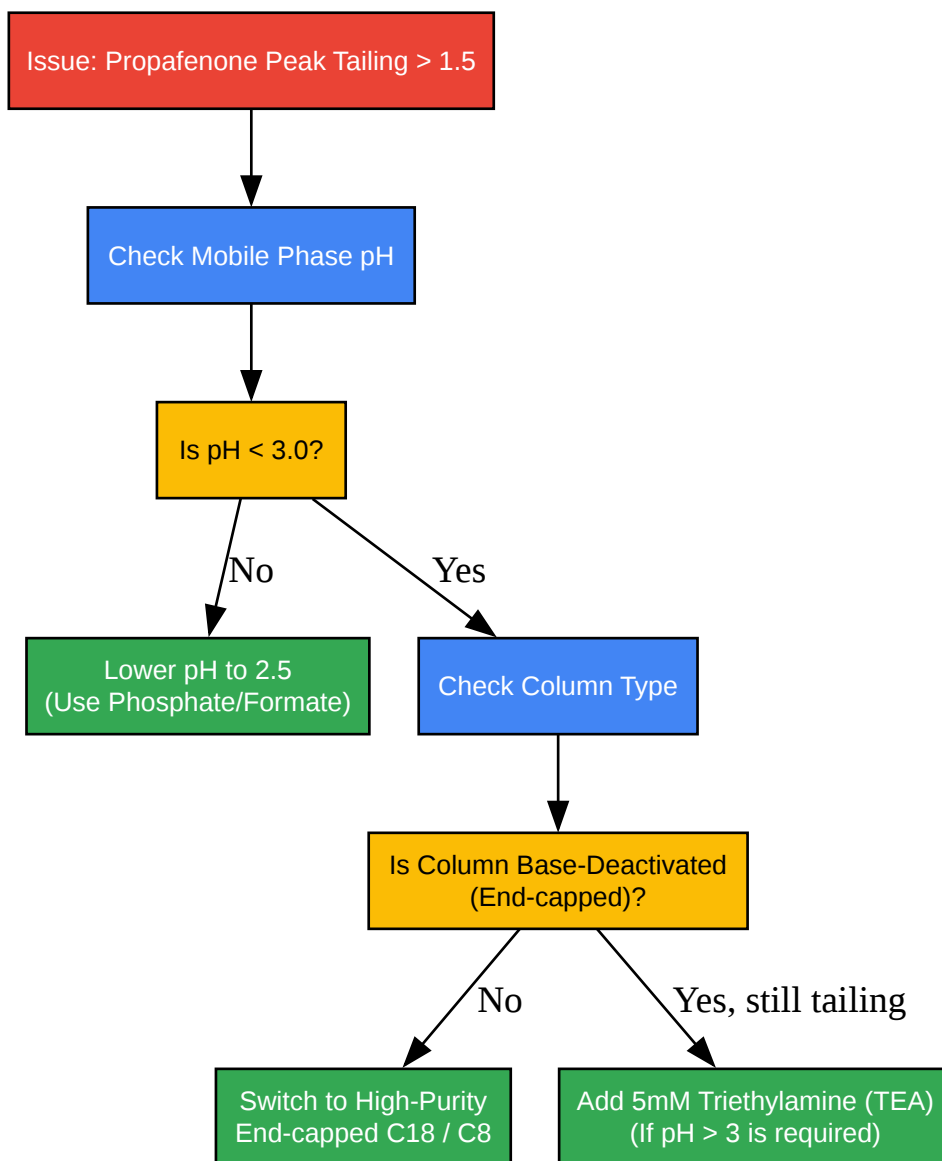 Issue: Propafenone Peak Tailing > 1.5
Check Mobile Phase pH
Is pH < 3.0?
No
Yes
Lower pH to 2.5
(Use Phosphate/Formate)
Check Column Type
Is Column Base-Deactivated
(End-capped)?
No
Yes, still tailing
Switch to High-Purity
End-capped C18 / C8
Add 5mM Triethylamine (TEA)
(If pH > 3 is required)